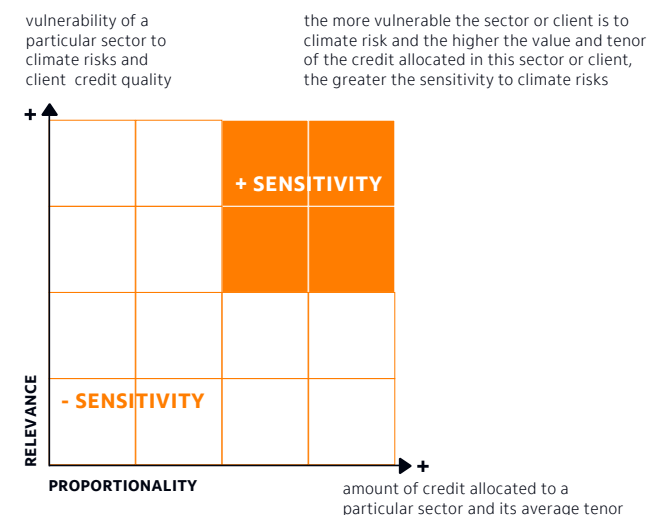 vulnerability of a
particular sector to
climate risks and
client credit quality
the more vulnerable the sector or client is to
climate risk and the higher the value and tenor
of the credit allocated in this sector or client,
the greater the sensitivity to climate risks
+
+ SENSITIVITY
- SENSITIVITY
RELEVANCE
+
PROPORTIONALITY
amount of credit allocated to a
particular sector and its average tenor